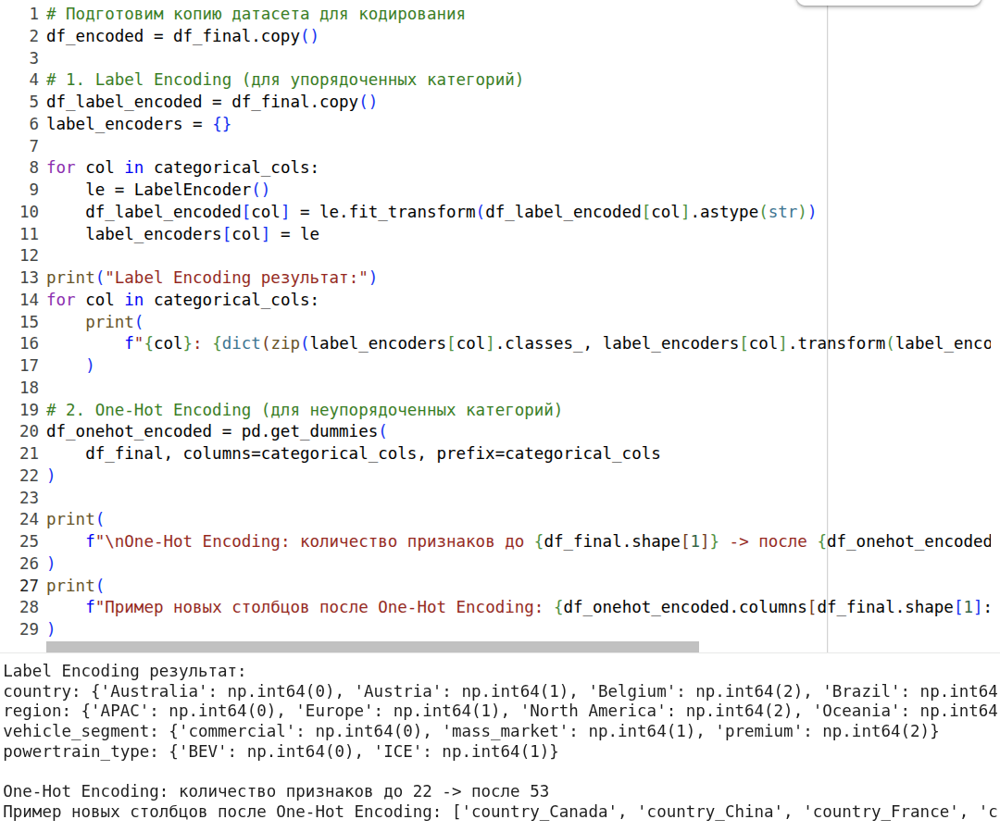 1 # Подготовим копию датасета для кодирования
2 df_encoded = df_final.copy()
3
4 # 1. Label Encoding (для упорядоченных категорий)
5 df_label_encoded = df_final.copy()
6 label_encoders = {}
7
8 for col in categorical_cols:
9     le = LabelEncoder()
10     df_label_encoded[col] = le.fit_transform(df_label_encoded[col].astype(str))
11     label_encoders[col] = le
12
13 print("Label Encoding результат:")
14 for col in categorical_cols:
15     print(
16         f"{col}: {dict(zip(label_encoders[col].classes_, label_encoders[col].transform(label_enco
17     )
18
19 # 2. One-Hot Encoding (для неупорядоченных категорий)
20 df_onehot_encoded = pd.get_dummies(
21     df_final, columns=categorical_cols, prefix=categorical_cols
22 )
23
24 print(
25     f"\nOne-Hot Encoding: количество признаков до {df_final.shape[1]} -> после {df_onehot_encoded
26 )
27 print(
28     f"Пример новых столбцов после One-Hot Encoding: {df_onehot_encoded.columns[df_final.shape[1]:
29 )
Label Encoding результат:
country: {'Australia': np.int64(0), 'Austria': np.int64(1), 'Belgium': np.int64(2), 'Brazil': np.int64
region: {'APAC': np.int64(0), 'Europe': np.int64(1), 'North America': np.int64(2), 'Oceania': np.int64
vehicle_segment: {'commercial': np.int64(0), 'mass_market': np.int64(1), 'premium': np.int64(2)}
powertrain_type: {'BEV': np.int64(0), 'ICE': np.int64(1)}

One-Hot Encoding: количество признаков до 22 -> после 53
Пример новых столбцов после One-Hot Encoding: ['country_Canada', 'country_China', 'country_France', 'c